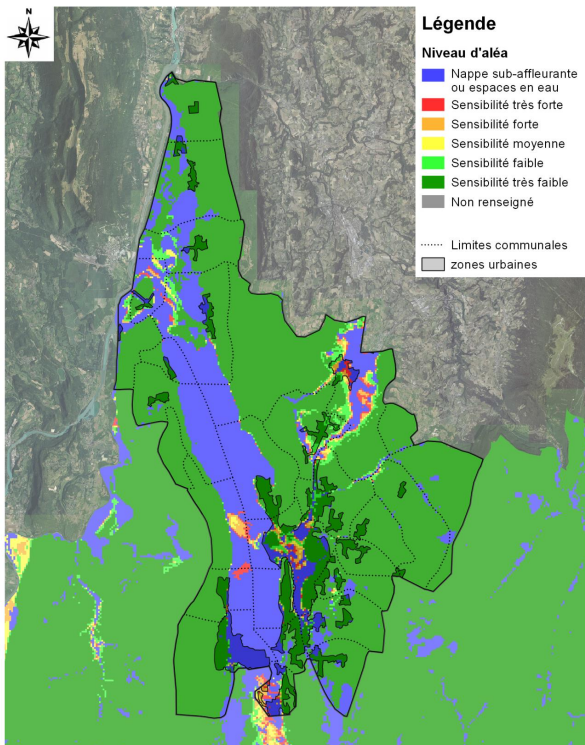 N
Légende
Niveau d'aléa
Nappe sub-affleurante
ou espaces en eau
Sensibilité très forte
Sensibilité forte
Sensibilité moyenne
Sensibilité faible
Sensibilité très faible
Non renseigné
Limites communales
zones urbaines